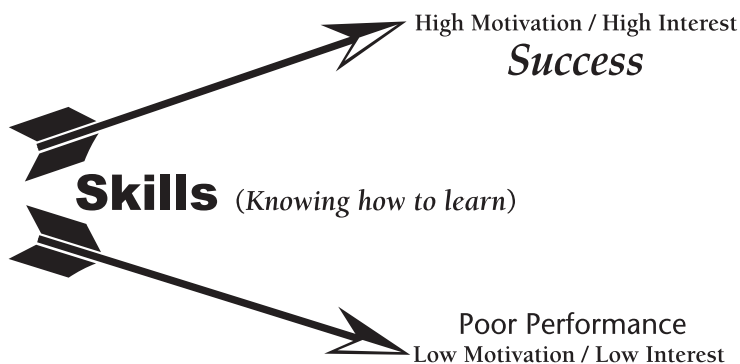 High Motivation / High Interest
Success
Skills (Knowing how to learn)
Poor Performance
Low Motivation / Low Interest